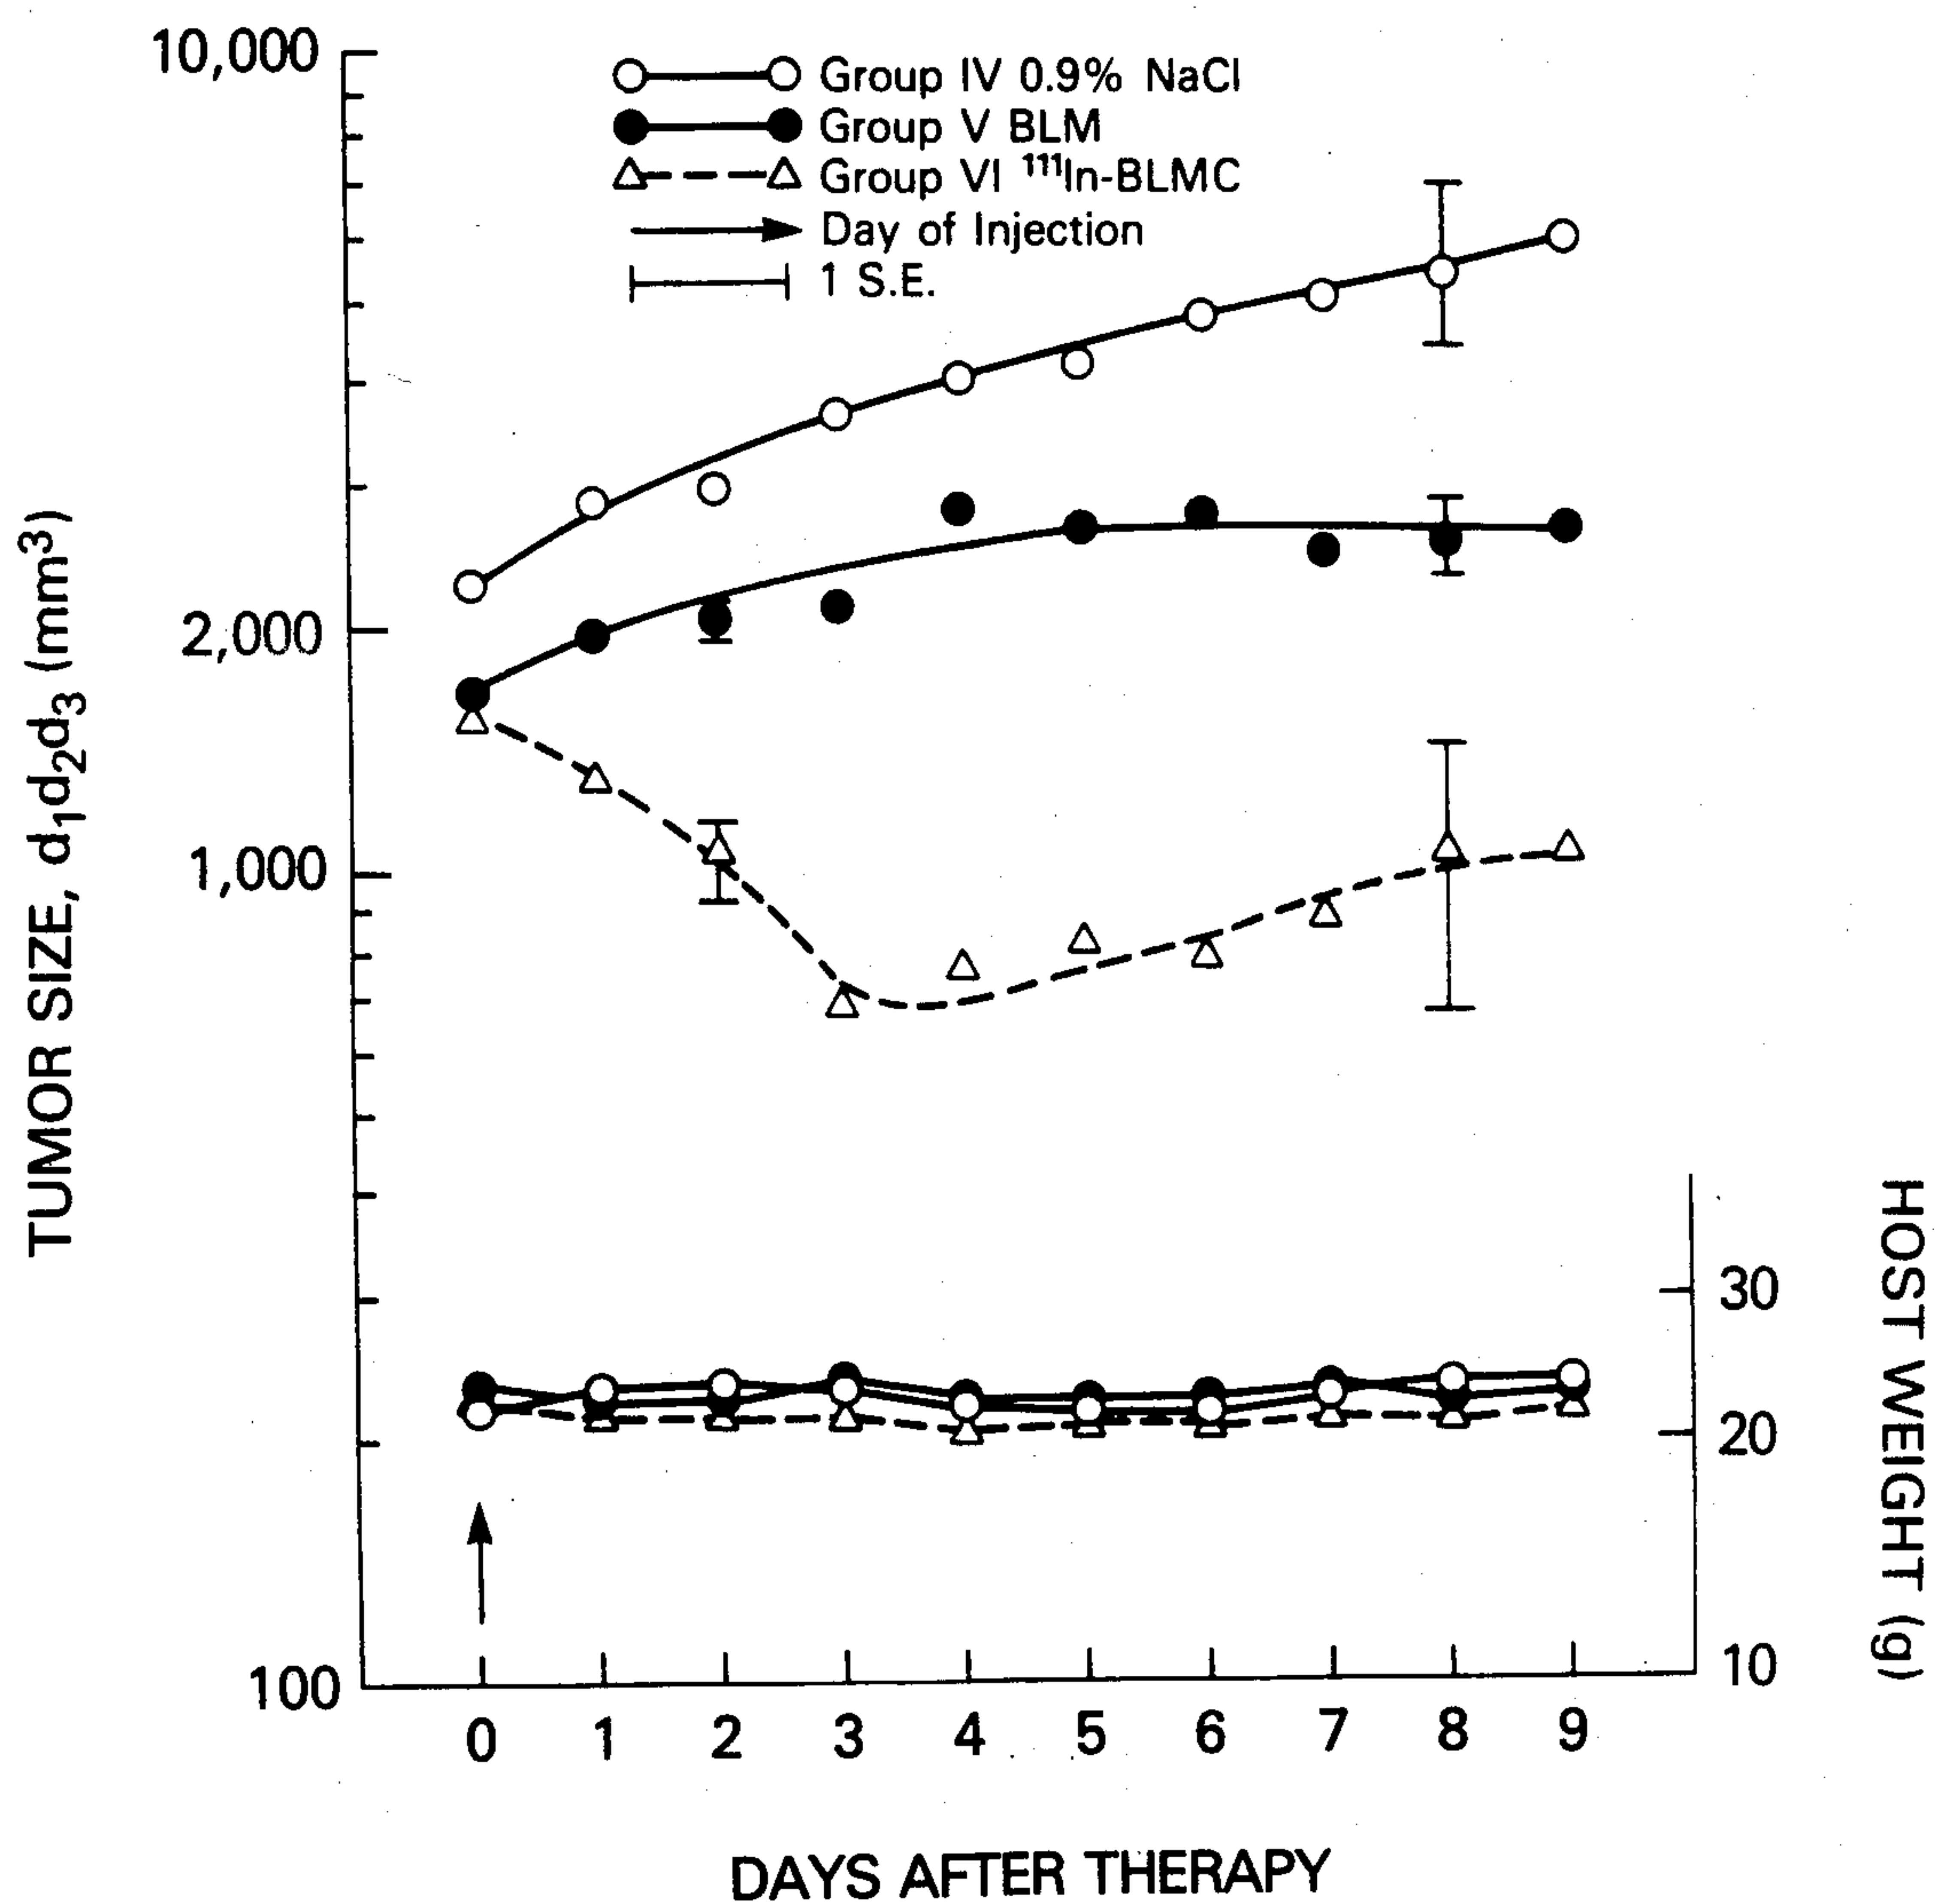 10,000
Group IV 0.9% NaCl
Group V BLM
Group VI ¹¹¹In-BLMC
Day of Injection
1 S.E.
TUMOR SIZE, d₁d₂d₃ (mm³)
2,000
1,000
100
HOST WEIGHT (g)
30
20
10
0 1 2 3 4 5 6 7 8 9
DAYS AFTER THERAPY